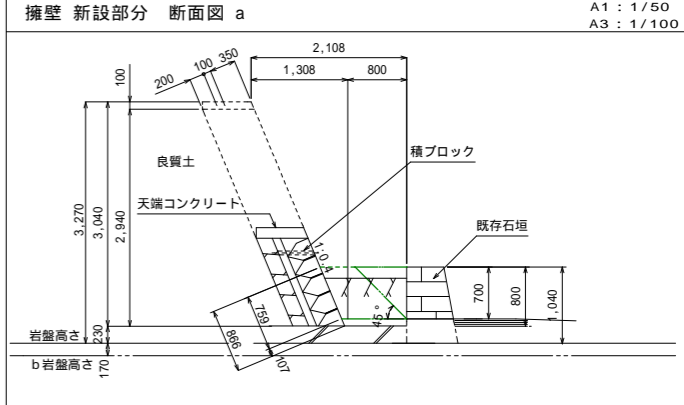 擁壁 新設部分 断面図 a
A1 : 1/50
A3 : 1/100
2,108
1,308
800
200
100
350
100
3,270
3,040
2,940
良質土
積ブロック
天端コンクリート
既存石垣
1:0.4
45°
700
800
1,040
759
866
107
岩盤高さ
230
b岩盤高さ
170